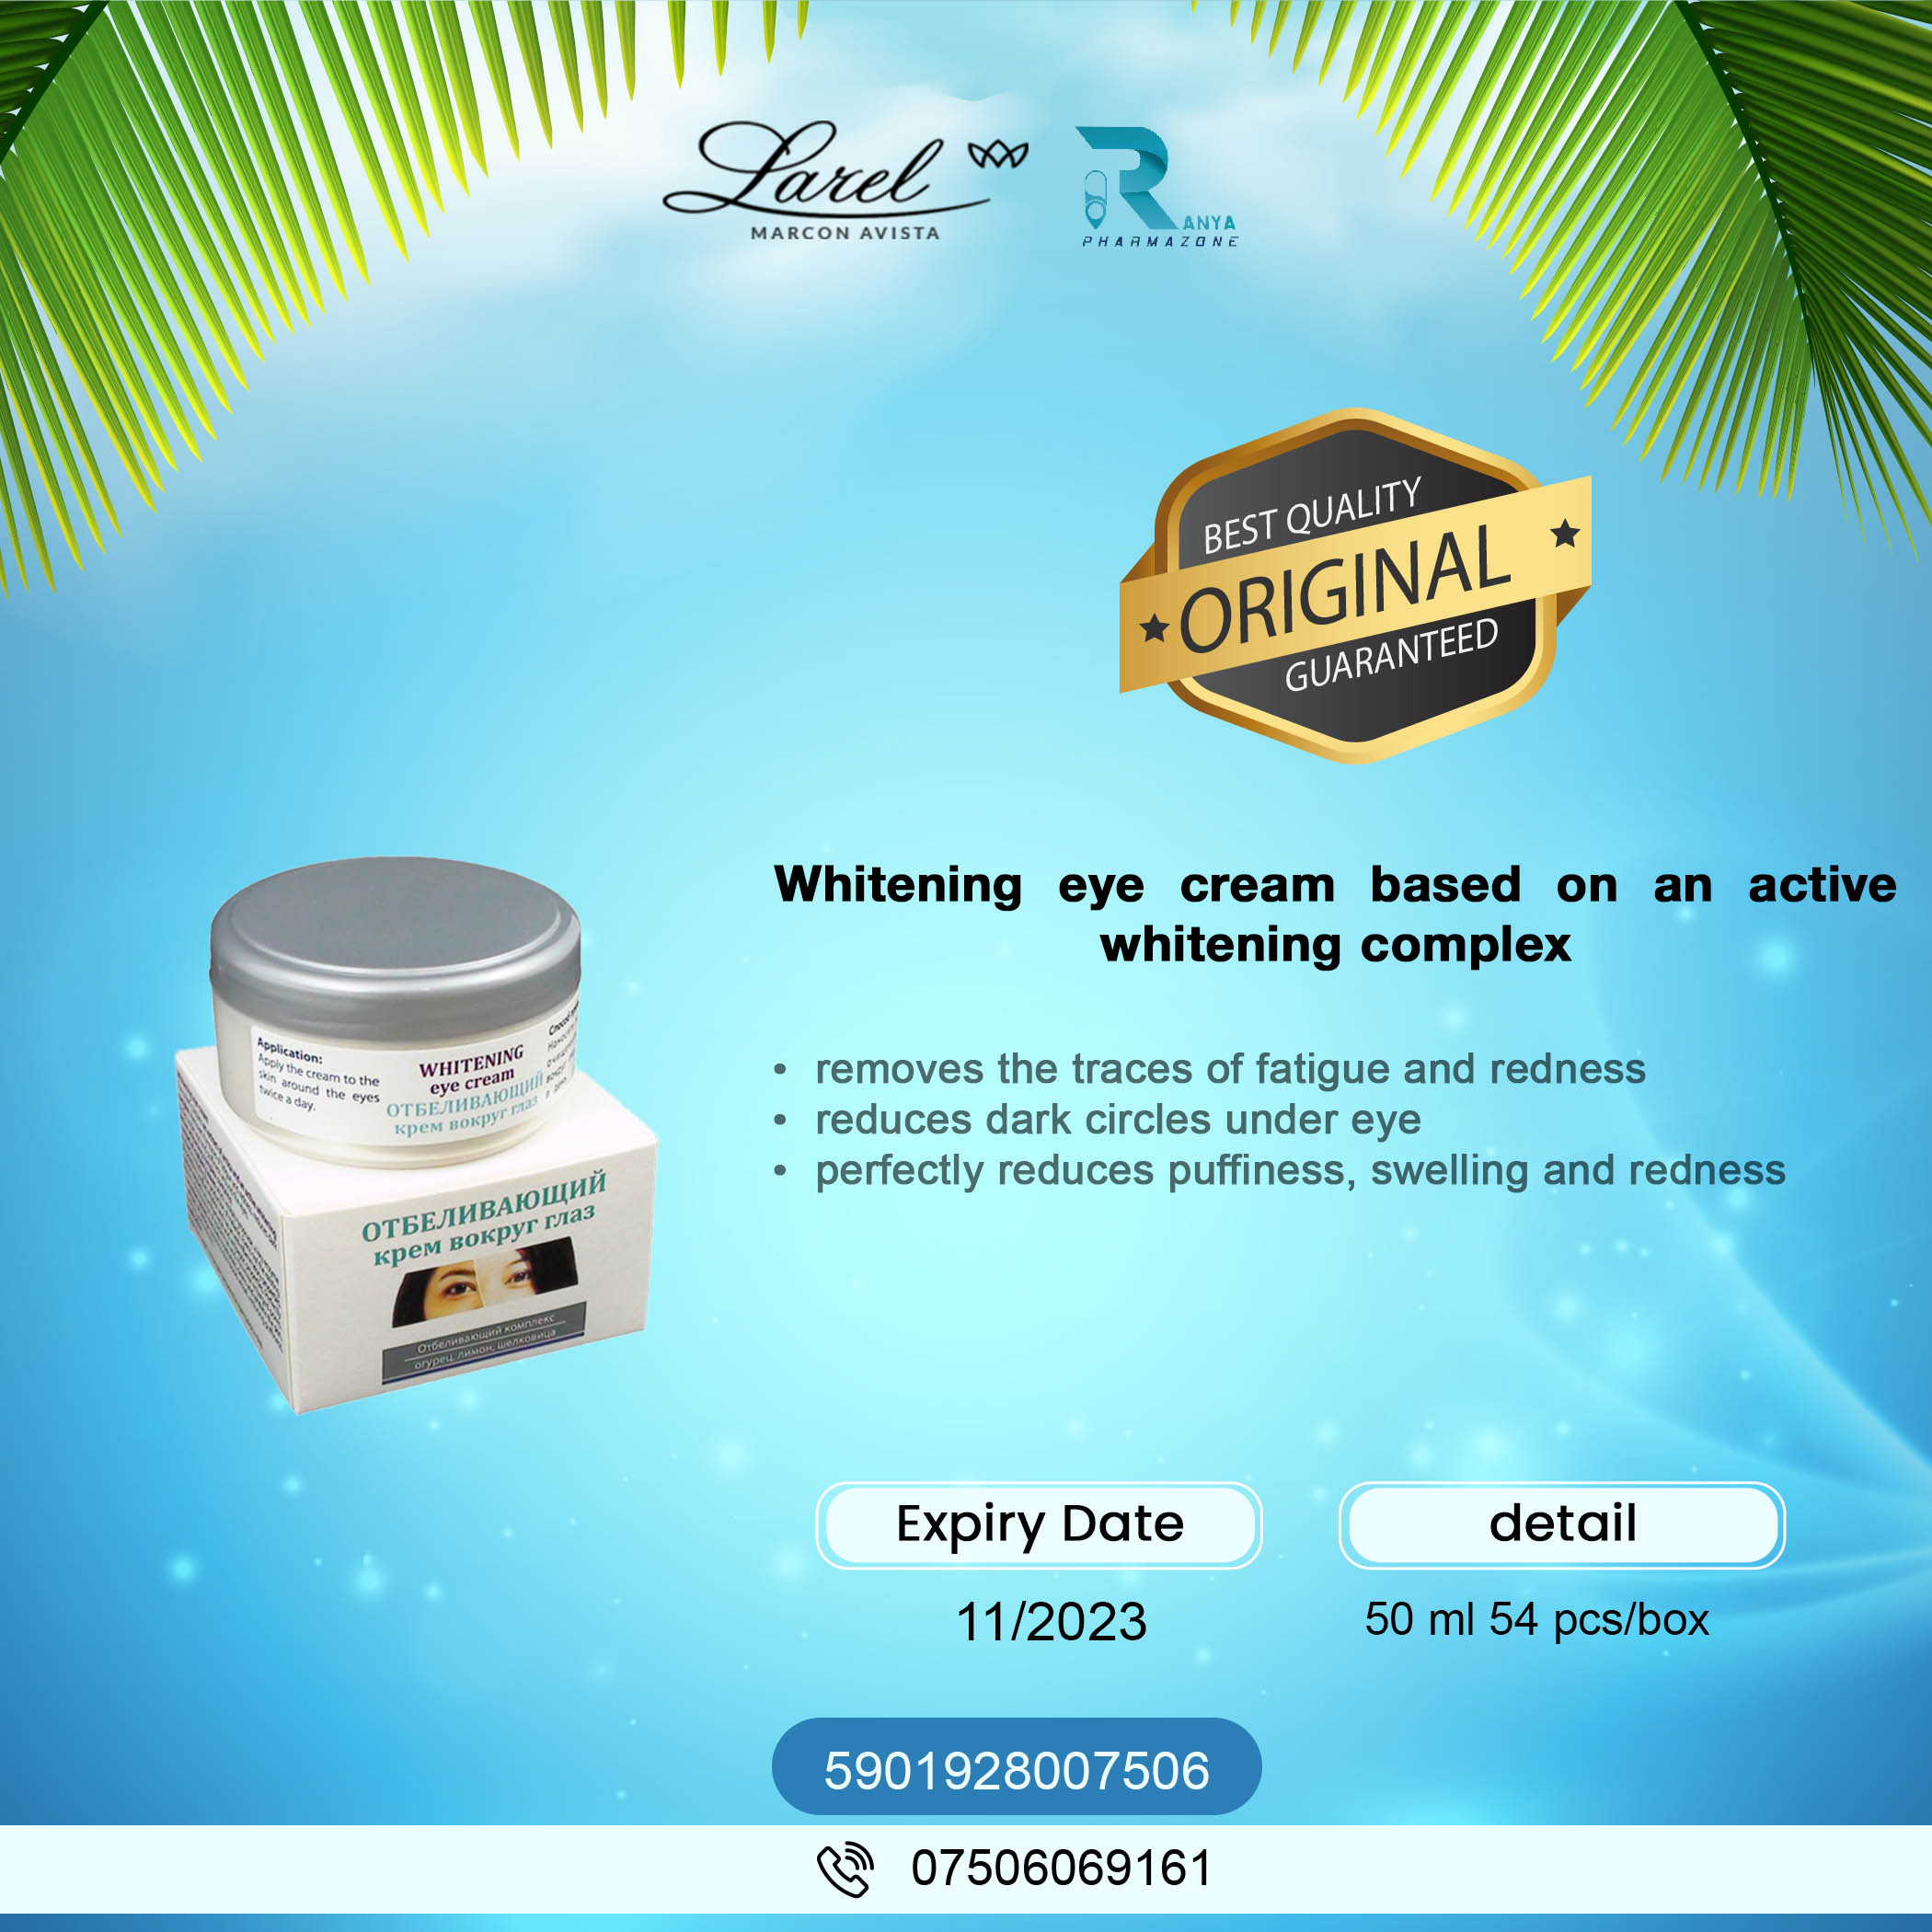 Larel
MARCON AVISTA
RANYA
PHARMAZONE
BEST QUALITY
ORIGINAL
GUARANTEED
Whitening eye cream based on an active
whitening complex
• removes the traces of fatigue and redness
• reduces dark circles under eye
• perfectly reduces puffiness, swelling and redness
Application:
Apply the cream to the
skin around the eyes
twice a day.
WHITENING
eye cream
ОТБЕЛИВАЮЩИЙ
крем вокруг глаз
ОТБЕЛИВАЮЩИЙ
крем вокруг глаз
Отбеливающий комплекс
огурец, лимон, шелковица
Expiry Date
detail
11/2023
50 ml 54 pcs/box
5901928007506
07506069161